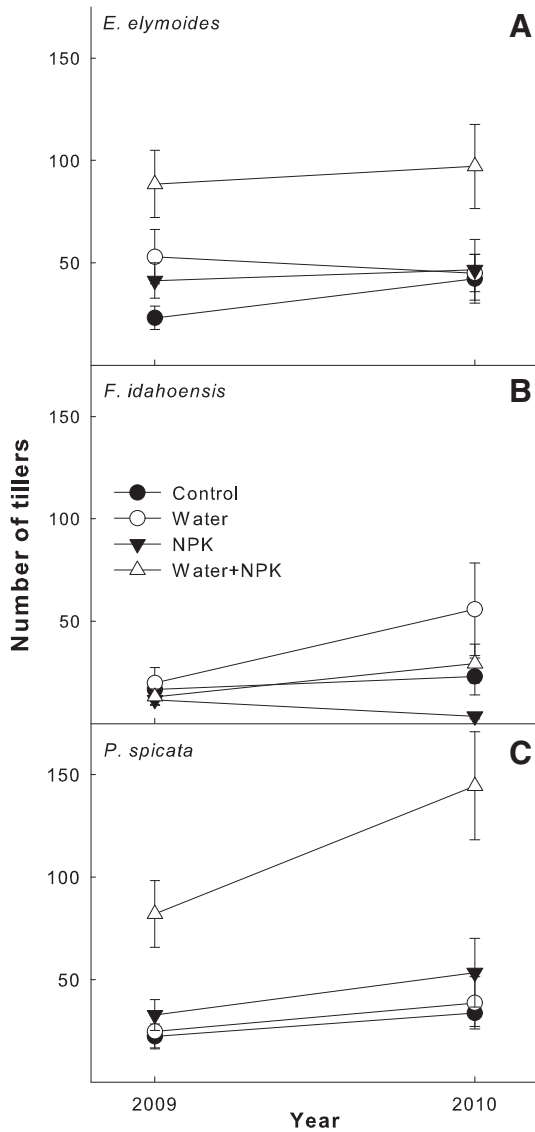 E. elymoides A
150
100
50
F. idahoensis B
150
Control
Water
100
NPK
Water+NPK
50
P. spicata C
150
100
50
2009 2010
Year
Number of tillers